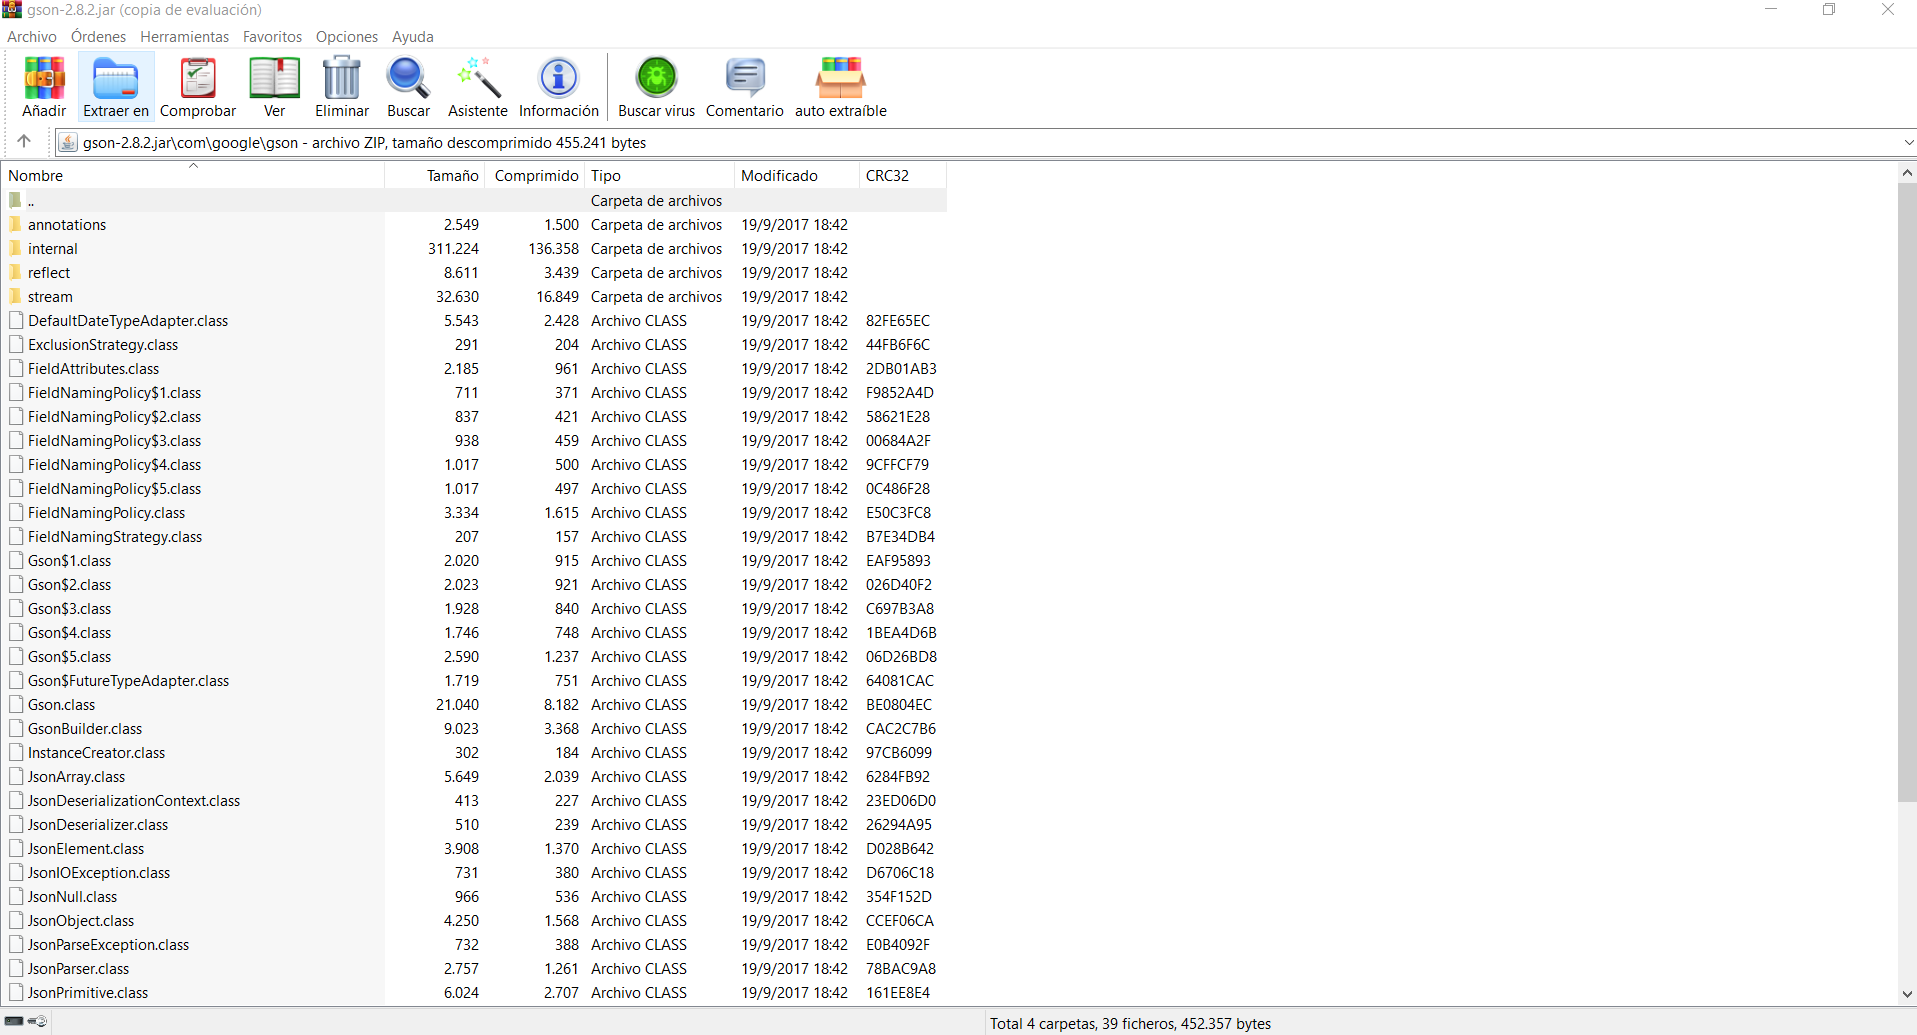 gson-2.8.2.jar (copia de evaluación)
Archivo Órdenes Herramientas Favoritos Opciones Ayuda
Añadir Extraer en Comprobar Ver Eliminar Buscar Asistente Información Buscar virus Comentario auto extraíble
gson-2.8.2.jar\com\google\gson - archivo ZIP, tamaño descomprimido 455.241 bytes
Nombre Tamaño Comprimido Tipo Modificado CRC32
.. Carpeta de archivos
annotations 2.549 1.500 Carpeta de archivos 19/9/2017 18:42
internal 311.224 136.358 Carpeta de archivos 19/9/2017 18:42
reflect 8.611 3.439 Carpeta de archivos 19/9/2017 18:42
stream 32.630 16.849 Carpeta de archivos 19/9/2017 18:42
DefaultDateTypeAdapter.class 5.543 2.428 Archivo CLASS 19/9/2017 18:42 82FE65EC
ExclusionStrategy.class 291 204 Archivo CLASS 19/9/2017 18:42 44FB6F6C
FieldAttributes.class 2.185 961 Archivo CLASS 19/9/2017 18:42 2DB01AB3
FieldNamingPolicy$1.class 711 371 Archivo CLASS 19/9/2017 18:42 F9852A4D
FieldNamingPolicy$2.class 837 421 Archivo CLASS 19/9/2017 18:42 58621E28
FieldNamingPolicy$3.class 938 459 Archivo CLASS 19/9/2017 18:42 00684A2F
FieldNamingPolicy$4.class 1.017 500 Archivo CLASS 19/9/2017 18:42 9CFFCF79
FieldNamingPolicy$5.class 1.017 497 Archivo CLASS 19/9/2017 18:42 0C486F28
FieldNamingPolicy.class 3.334 1.615 Archivo CLASS 19/9/2017 18:42 E50C3FC8
FieldNamingStrategy.class 207 157 Archivo CLASS 19/9/2017 18:42 B7E34DB4
Gson$1.class 2.020 915 Archivo CLASS 19/9/2017 18:42 EAF95893
Gson$2.class 2.023 921 Archivo CLASS 19/9/2017 18:42 026D40F2
Gson$3.class 1.928 840 Archivo CLASS 19/9/2017 18:42 C697B3A8
Gson$4.class 1.746 748 Archivo CLASS 19/9/2017 18:42 1BEA4D6B
Gson$5.class 2.590 1.237 Archivo CLASS 19/9/2017 18:42 06D26BD8
Gson$FutureTypeAdapter.class 1.719 751 Archivo CLASS 19/9/2017 18:42 64081CAC
Gson.class 21.040 8.182 Archivo CLASS 19/9/2017 18:42 BE0804EC
GsonBuilder.class 9.023 3.368 Archivo CLASS 19/9/2017 18:42 CAC2C7B6
InstanceCreator.class 302 184 Archivo CLASS 19/9/2017 18:42 97CB6099
JsonArray.class 5.649 2.039 Archivo CLASS 19/9/2017 18:42 6284FB92
JsonDeserializationContext.class 413 227 Archivo CLASS 19/9/2017 18:42 23ED06D0
JsonDeserializer.class 510 239 Archivo CLASS 19/9/2017 18:42 26294A95
JsonElement.class 3.908 1.370 Archivo CLASS 19/9/2017 18:42 D028B642
JsonIOException.class 731 380 Archivo CLASS 19/9/2017 18:42 D6706C18
JsonNull.class 966 536 Archivo CLASS 19/9/2017 18:42 354F152D
JsonObject.class 4.250 1.568 Archivo CLASS 19/9/2017 18:42 CCEF06CA
JsonParseException.class 732 388 Archivo CLASS 19/9/2017 18:42 E0B4092F
JsonParser.class 2.757 1.261 Archivo CLASS 19/9/2017 18:42 78BAC9A8
JsonPrimitive.class 6.024 2.707 Archivo CLASS 19/9/2017 18:42 161EE8E4
Total 4 carpetas, 39 ficheros, 452.357 bytes